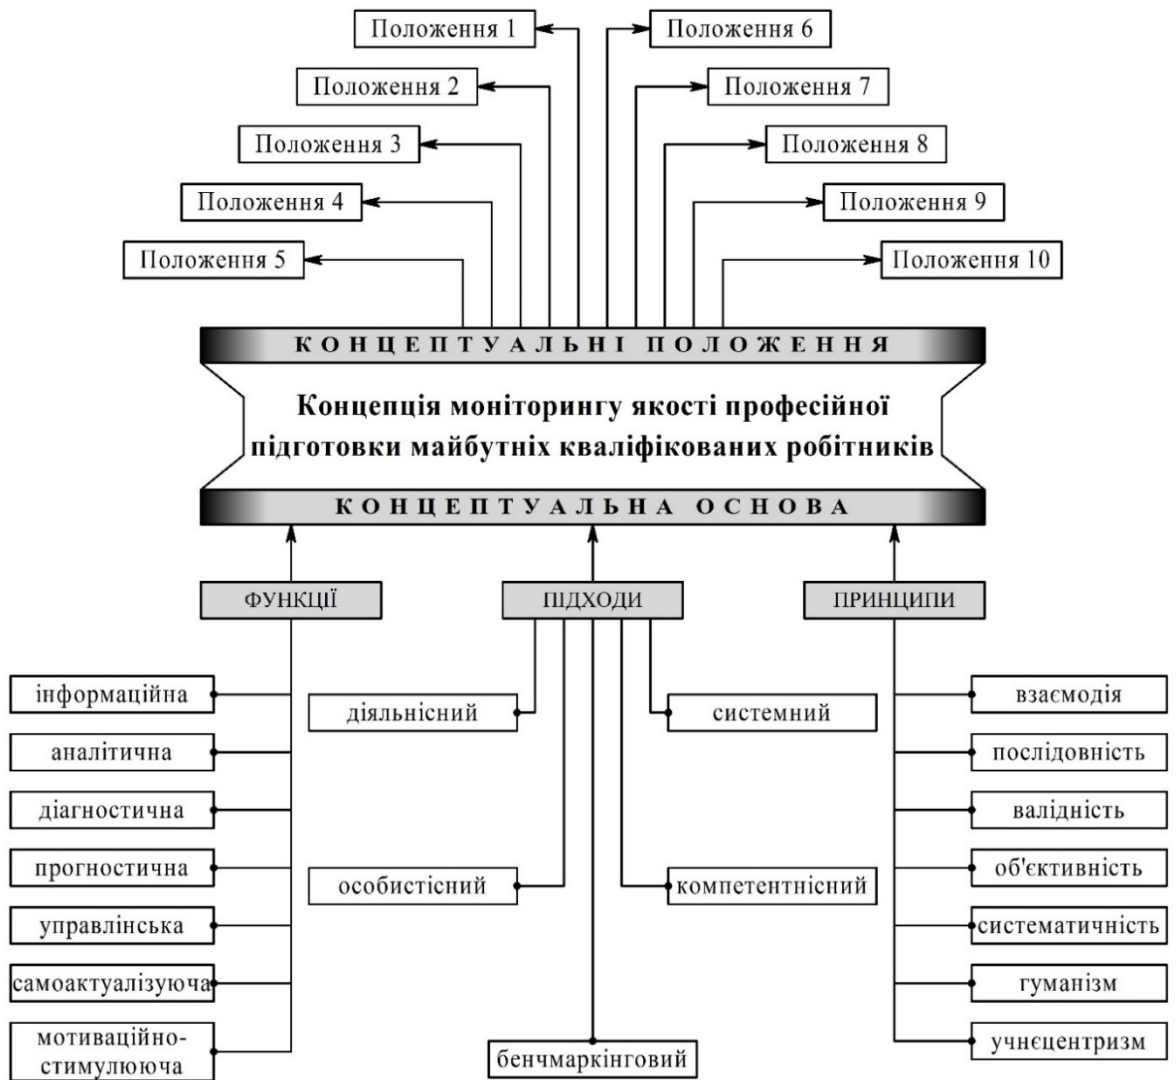 Положення 1
Положення 6
Положення 2
Положення 7
Положення 3
Положення 8
Положення 4
Положення 9
Положення 5
Положення 10
КОНЦЕПТУАЛЬНІ ПОЛОЖЕННЯ
Концепція моніторингу якості професійної
підготовки майбутніх кваліфікованих робітників
КОНЦЕПТУАЛЬНА ОСНОВА
ФУНКЦІЇ
ПІДХОДИ
ПРИНЦИПИ
інформаційна
аналітична
діагностична
прогностична
управлінська
самоактуалізуюча
мотиваційно-
стимулююча
діяльнісний
системний
особистісний
компетентнісний
бенчмаркінговий
взаємодія
послідовність
валідність
об'єктивність
систематичність
гуманізм
учнєцентризм